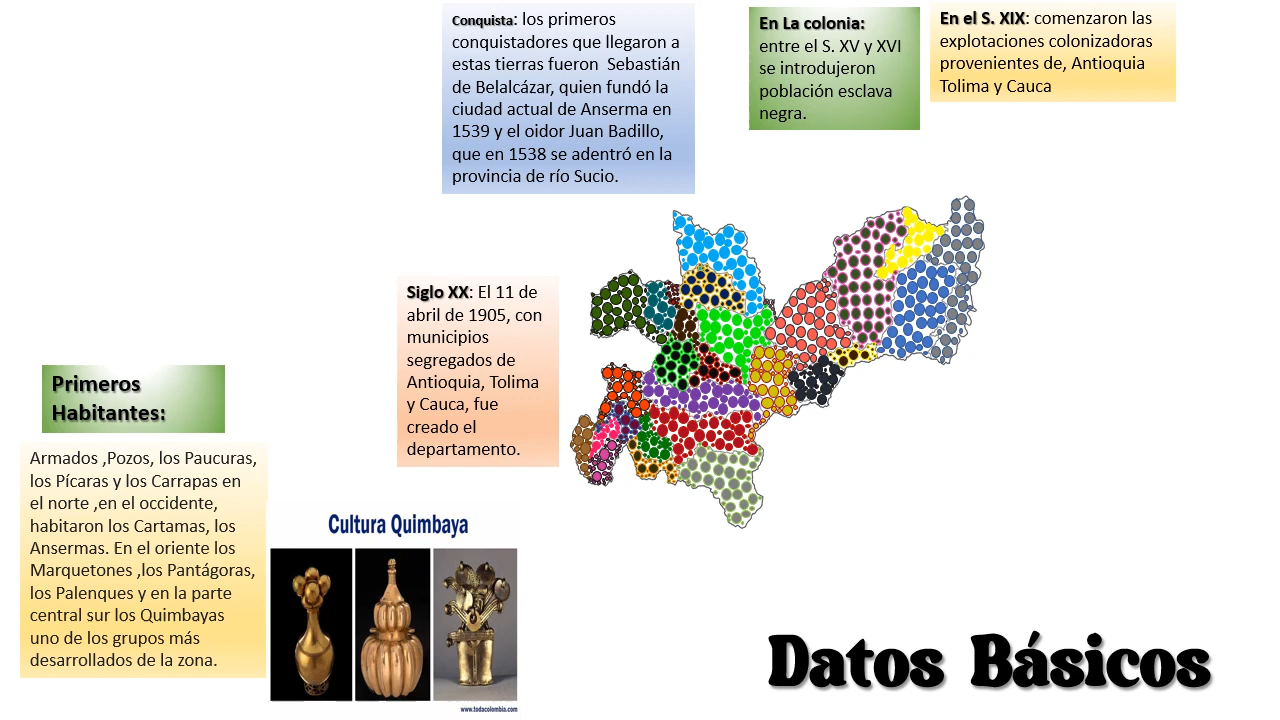 Conquista: los primeros
conquistadores que llegaron a
estas tierras fueron Sebastián
de Belalcázar, quien fundó la
ciudad actual de Anserma en
1539 y el oidor Juan Badillo,
que en 1538 se adentró en la
provincia de río Sucio.
En La colonia:
entre el S. XV y XVI
se introdujeron
población esclava
negra.
En el S. XIX: comenzaron las
explotaciones colonizadoras
provenientes de, Antioquia
Tolima y Cauca
Siglo XX: El 11 de
abril de 1905, con
municipios
segregados de
Antioquia, Tolima
y Cauca, fue
creado el
departamento.
Primeros
Habitantes:
Armados ,Pozos, los Paucuras,
los Pícaras y los Carrapas en
el norte ,en el occidente,
habitaron los Cartamas, los
Ansermas. En el oriente los
Marquetones ,los Pantágoras,
los Palenques y en la parte
central sur los Quimbayas
uno de los grupos más
desarrollados de la zona.
Cultura Quimbaya
www.todacolombia.com
Datos Básicos